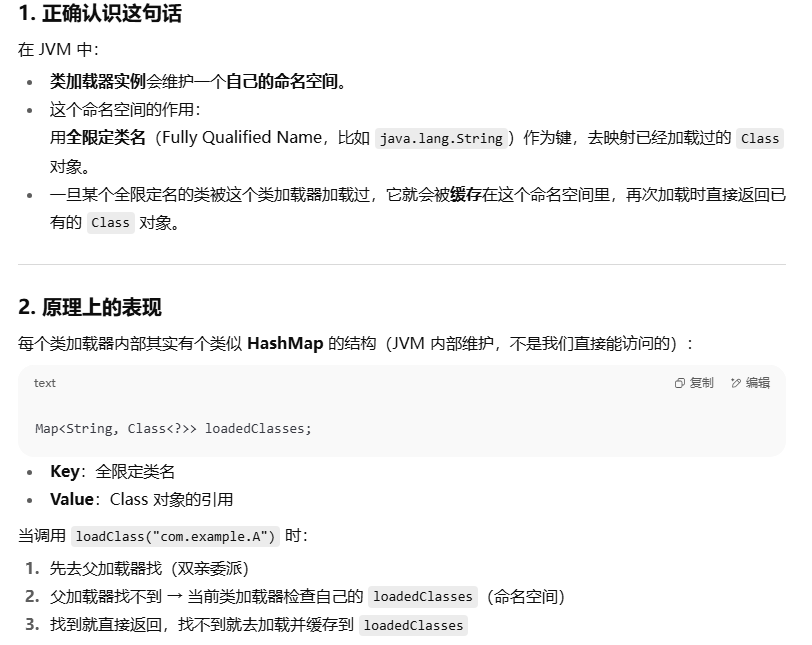 1. 正确认识这句话
在 JVM 中：
• 类加载器实例会维护一个自己的命名空间。
• 这个命名空间的作用：
用全限定类名（Fully Qualified Name，比如 java.lang.String）作为键，去映射已经加载过的 Class
对象。
• 一旦某个全限定名的类被这个类加载器加载过，它就会被缓存在这个命名空间里，再次加载时直接返回已
有的 Class 对象。
2. 原理上的表现
每个类加载器内部其实有个类似 HashMap 的结构（JVM 内部维护，不是我们直接能访问的）：
text 复制 编辑
Map<String, Class<?>> loadedClasses;
• Key：全限定类名
• Value：Class 对象的引用
当调用 loadClass("com.example.A") 时：
1. 先去父加载器找（双亲委派）
2. 父加载器找不到 → 当前类加载器检查自己的 loadedClasses（命名空间）
3. 找到就直接返回，找不到就去加载并缓存到 loadedClasses